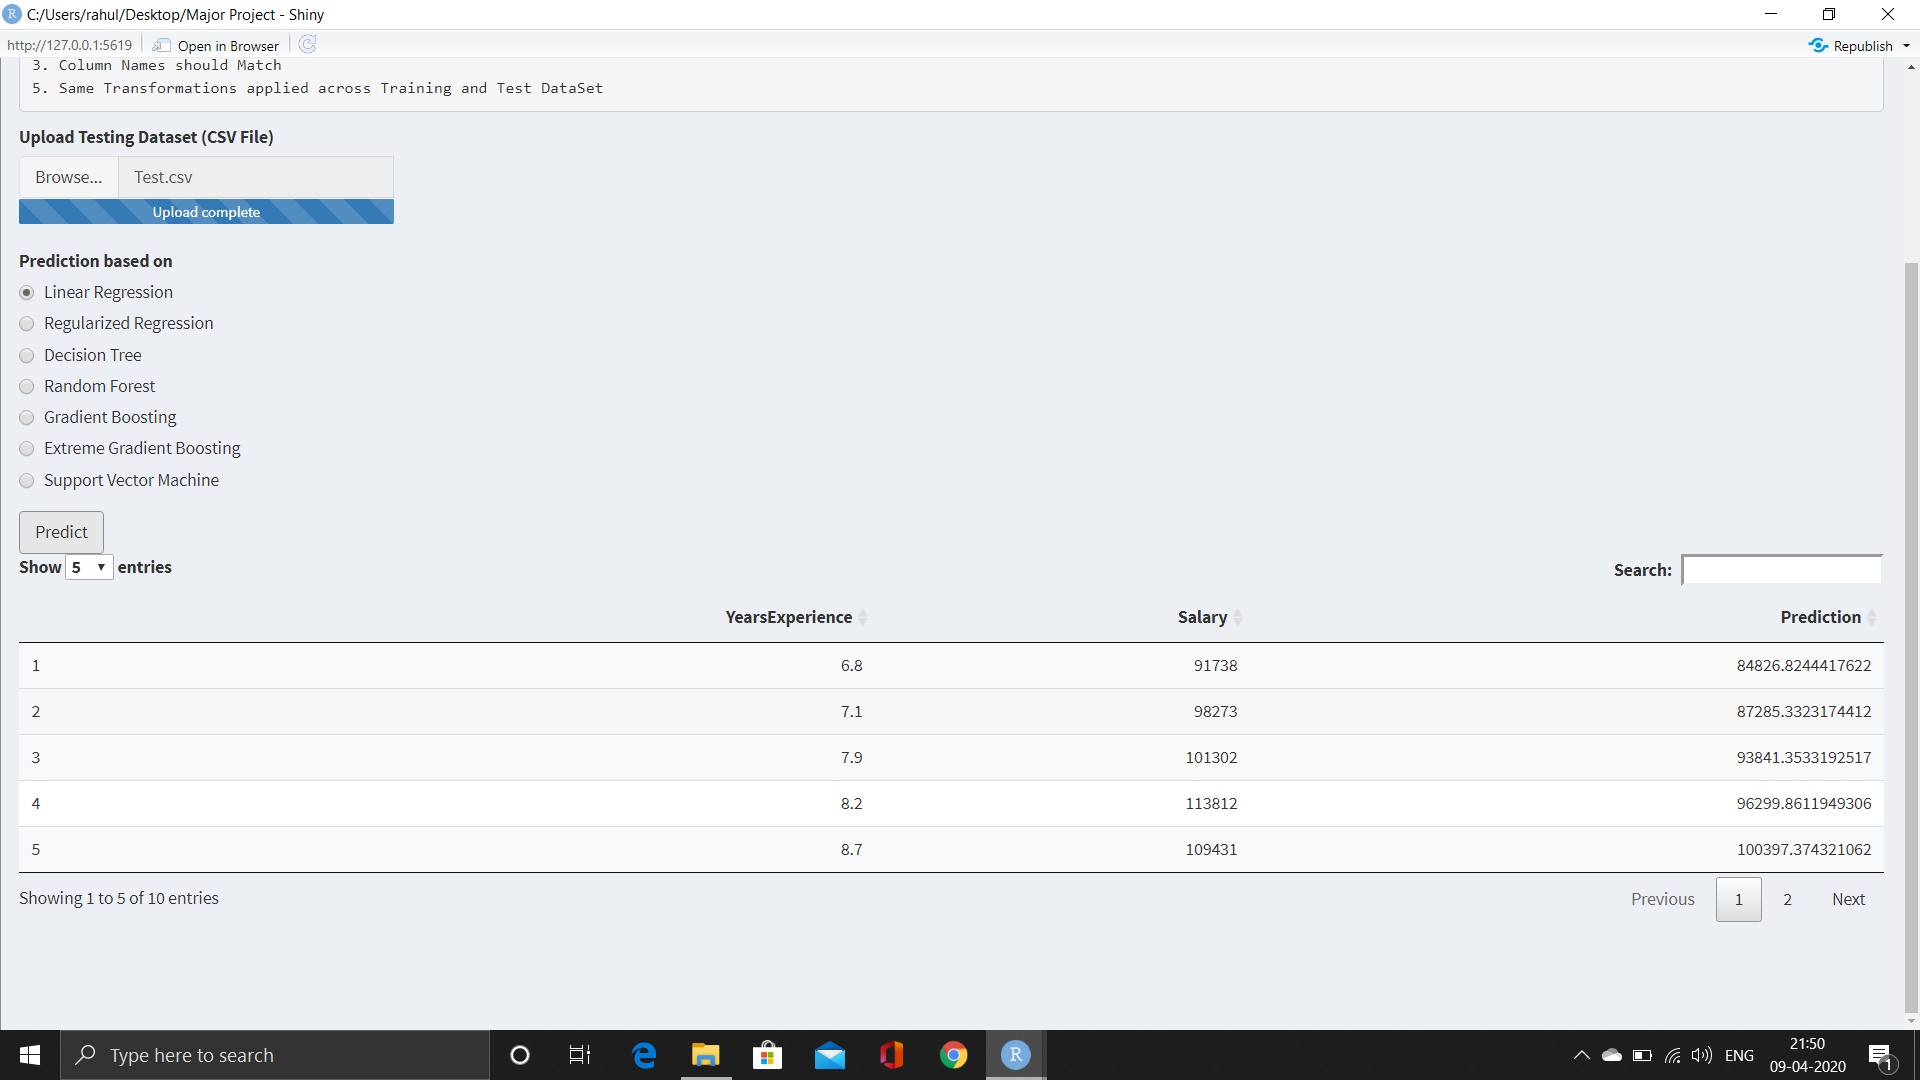 R C:/Users/rahul/Desktop/Major Project - Shiny
http://127.0.0.1:5619 Open in Browser Republish
3. Column Names should Match
5. Same Transformations applied across Training and Test DataSet
Upload Testing Dataset (CSV File)
Browse... Test.csv
Upload complete
Prediction based on
Linear Regression
Regularized Regression
Decision Tree
Random Forest
Gradient Boosting
Extreme Gradient Boosting
Support Vector Machine
Predict
Show 5 entries Search:
YearsExperience Salary Prediction
1 6.8 91738 84826.8244417622
2 7.1 98273 87285.3323174412
3 7.9 101302 93841.3533192517
4 8.2 113812 96299.8611949306
5 8.7 109431 100397.374321062
Showing 1 to 5 of 10 entries Previous 1 2 Next
Type here to search R ENG 21:50
09-04-2020 1